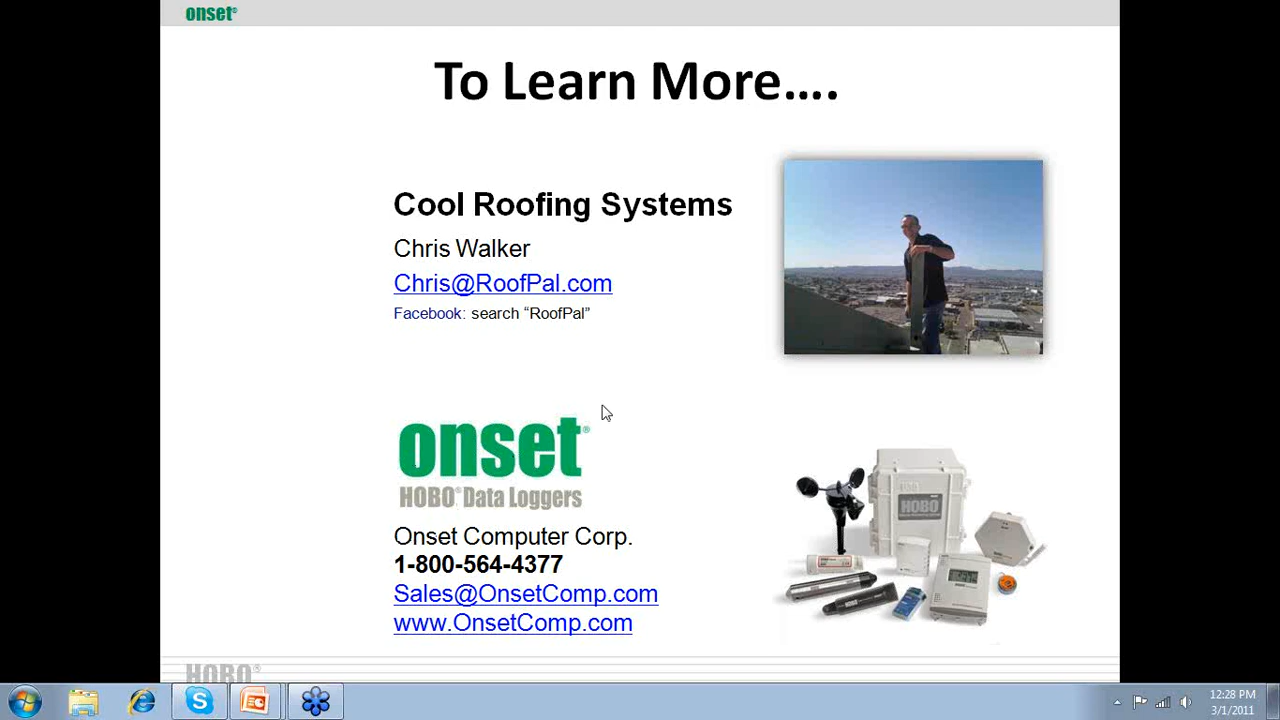 onset®
To Learn More….
Cool Roofing Systems
Chris Walker
Chris@RoofPal.com
Facebook: search “RoofPal”
onset®
HOBO® Data Loggers
HOBO
Onset Computer Corp.
1-800-564-4377
Sales@OnsetComp.com
www.OnsetComp.com
HOBO®
12:28 PM
3/1/2011